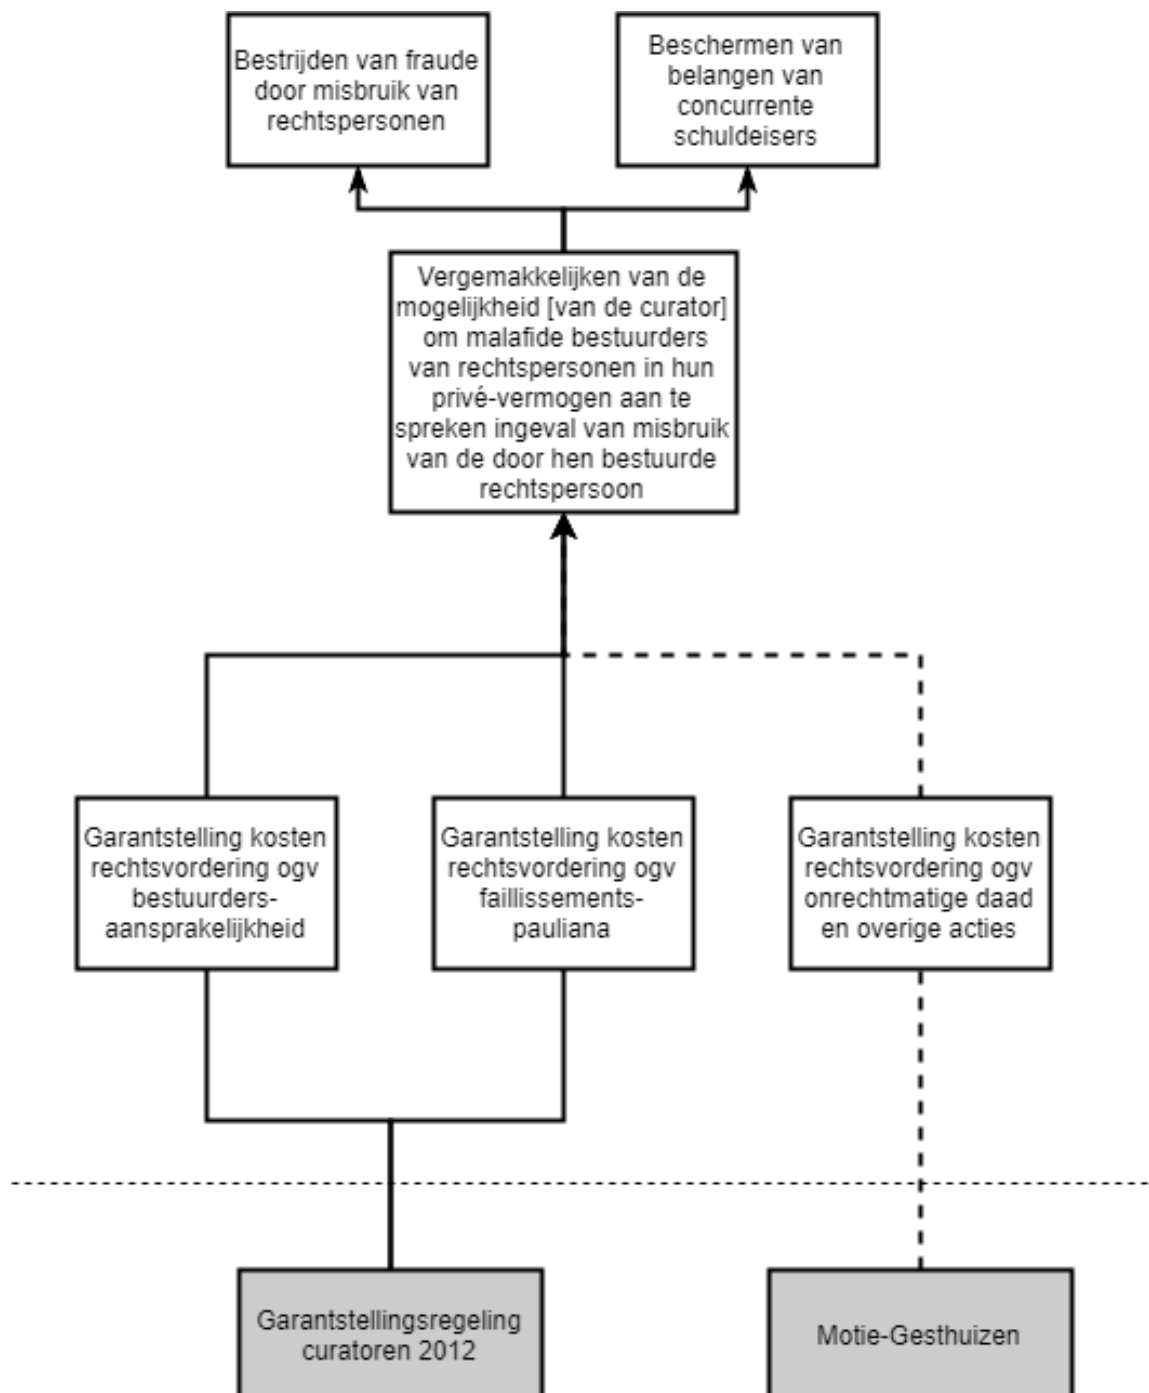 Bestrijden van fraude
door misbruik van
rechtspersonen
Beschermen van
belangen van
concurrente
schuldeisers
Vergemakkelijken van de
mogelijkheid [van de curator]
om malafide bestuurders
van rechtspersonen in hun
privé-vermogen aan te
spreken ingeval van misbruik
van de door hen bestuurde
rechtspersoon
Garantstelling kosten
rechtsvordering ogv
bestuurders-
aansprakelijkheid
Garantstelling kosten
rechtsvordering ogv
faillissements-
pauliana
Garantstelling kosten
rechtsvordering ogv
onrechtmatige daad
en overige acties
Garantstellingsregeling
curatoren 2012
Motie-Gesthuizen